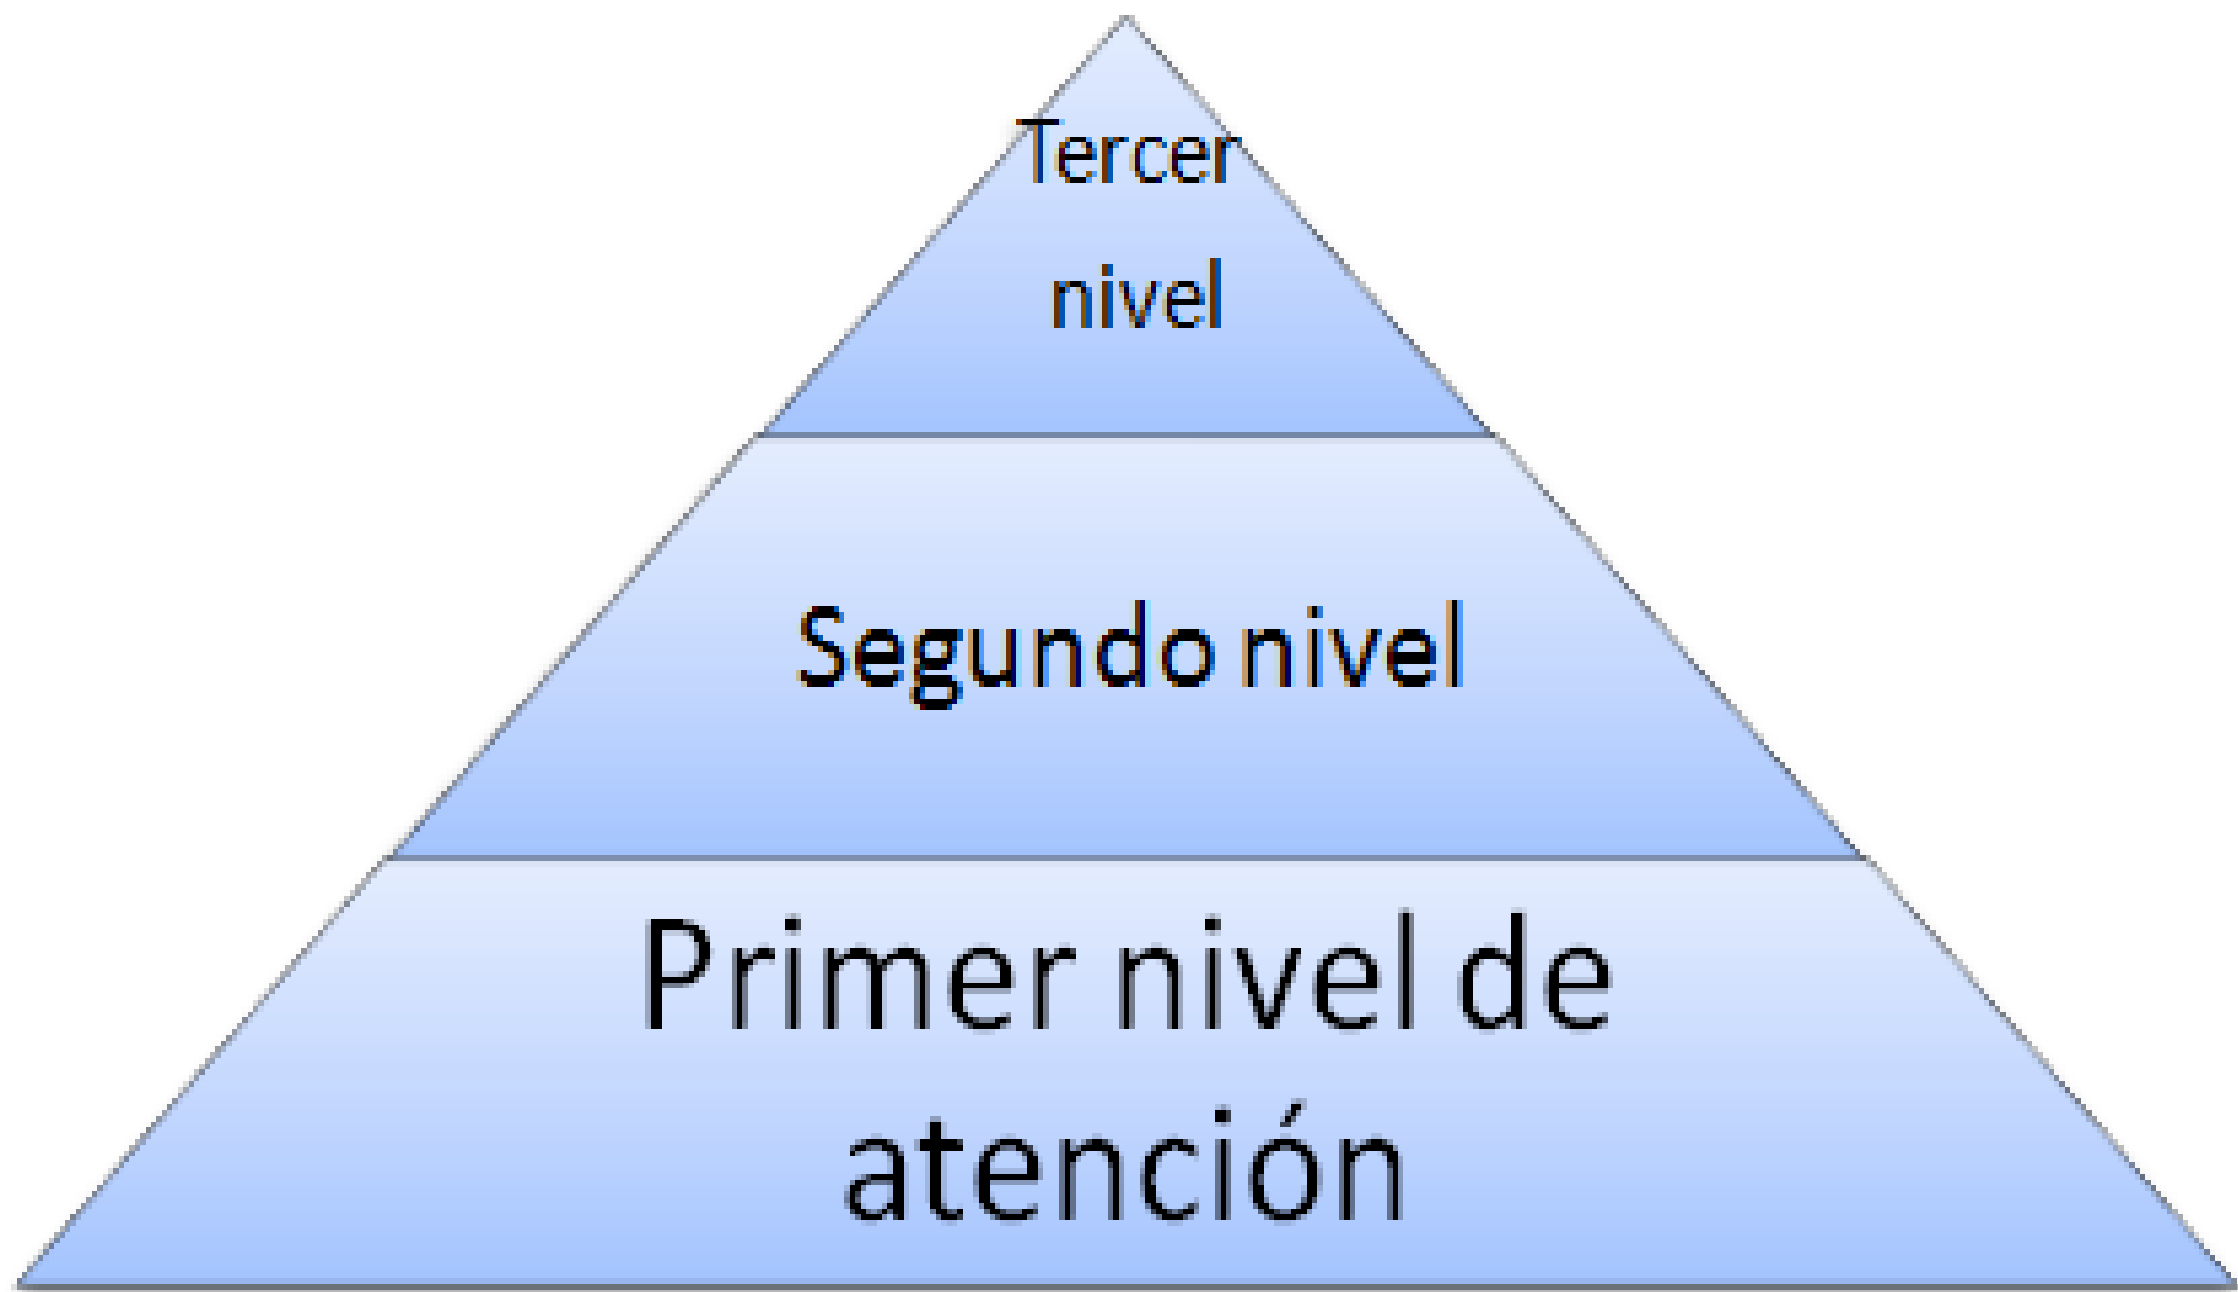 Tercer
nivel
Segundo nivel
Primer nivel de
atención